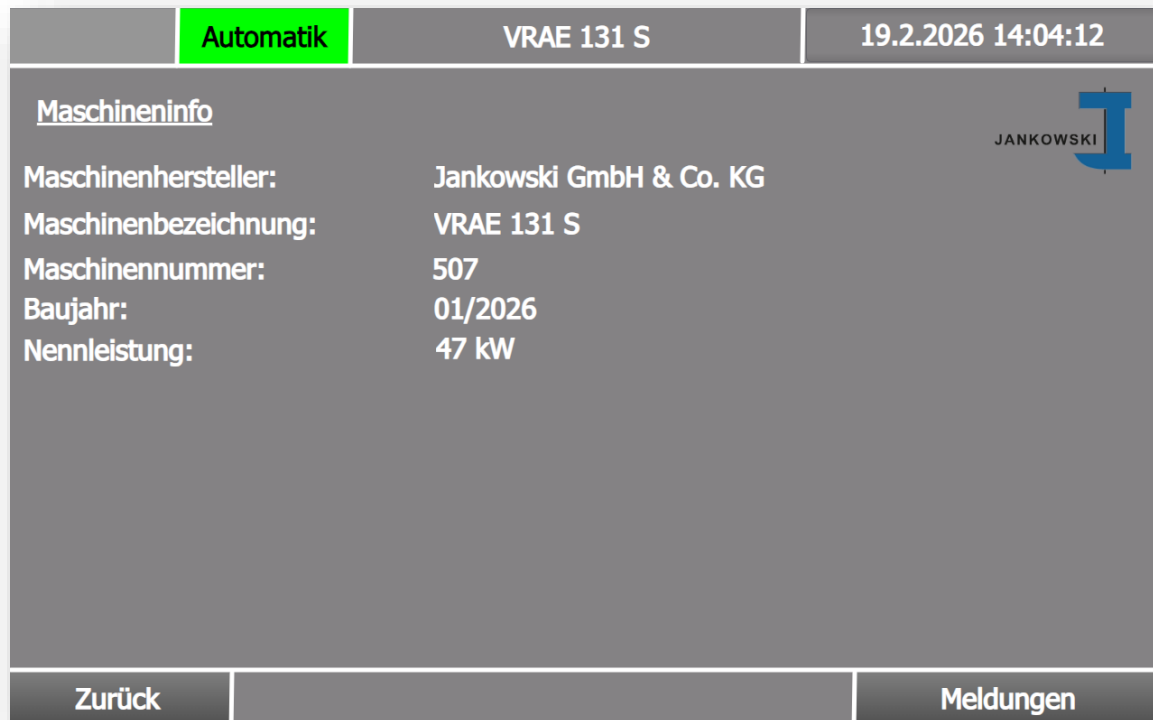 Automatik VRAE 131 S 19.2.2026 14:04:12
Maschineninfo
JANKOWSKI
Maschinenhersteller: Jankowski GmbH & Co. KG
Maschinenbezeichnung: VRAE 131 S
Maschinennummer: 507
Baujahr: 01/2026
Nennleistung: 47 kW
Zurück Meldungen